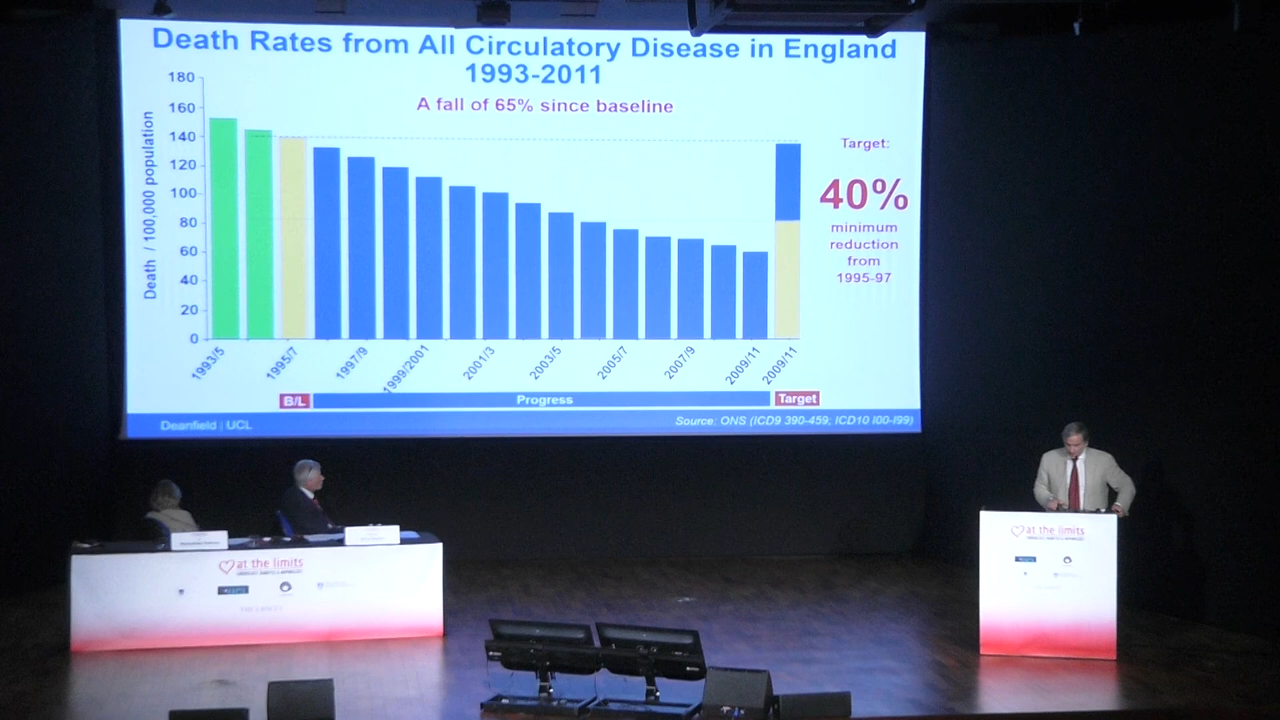 Death Rates from All Circulatory Disease in England
1993-2011
A fall of 65% since baseline
Death / 100,000 population
180
160
140
120
100
80
60
40
20
0
1993/5
1995/7
1997/9
1999/2001
2001/3
2003/5
2005/7
2007/9
2009/11
2009/11
Target:
40%
minimum
reduction
from
1995-97
B/L
Progress
Target
Deanfield | UCL
Source: ONS (ICD9 390-459; ICD10 I00-I99)
at the limits
at the limits